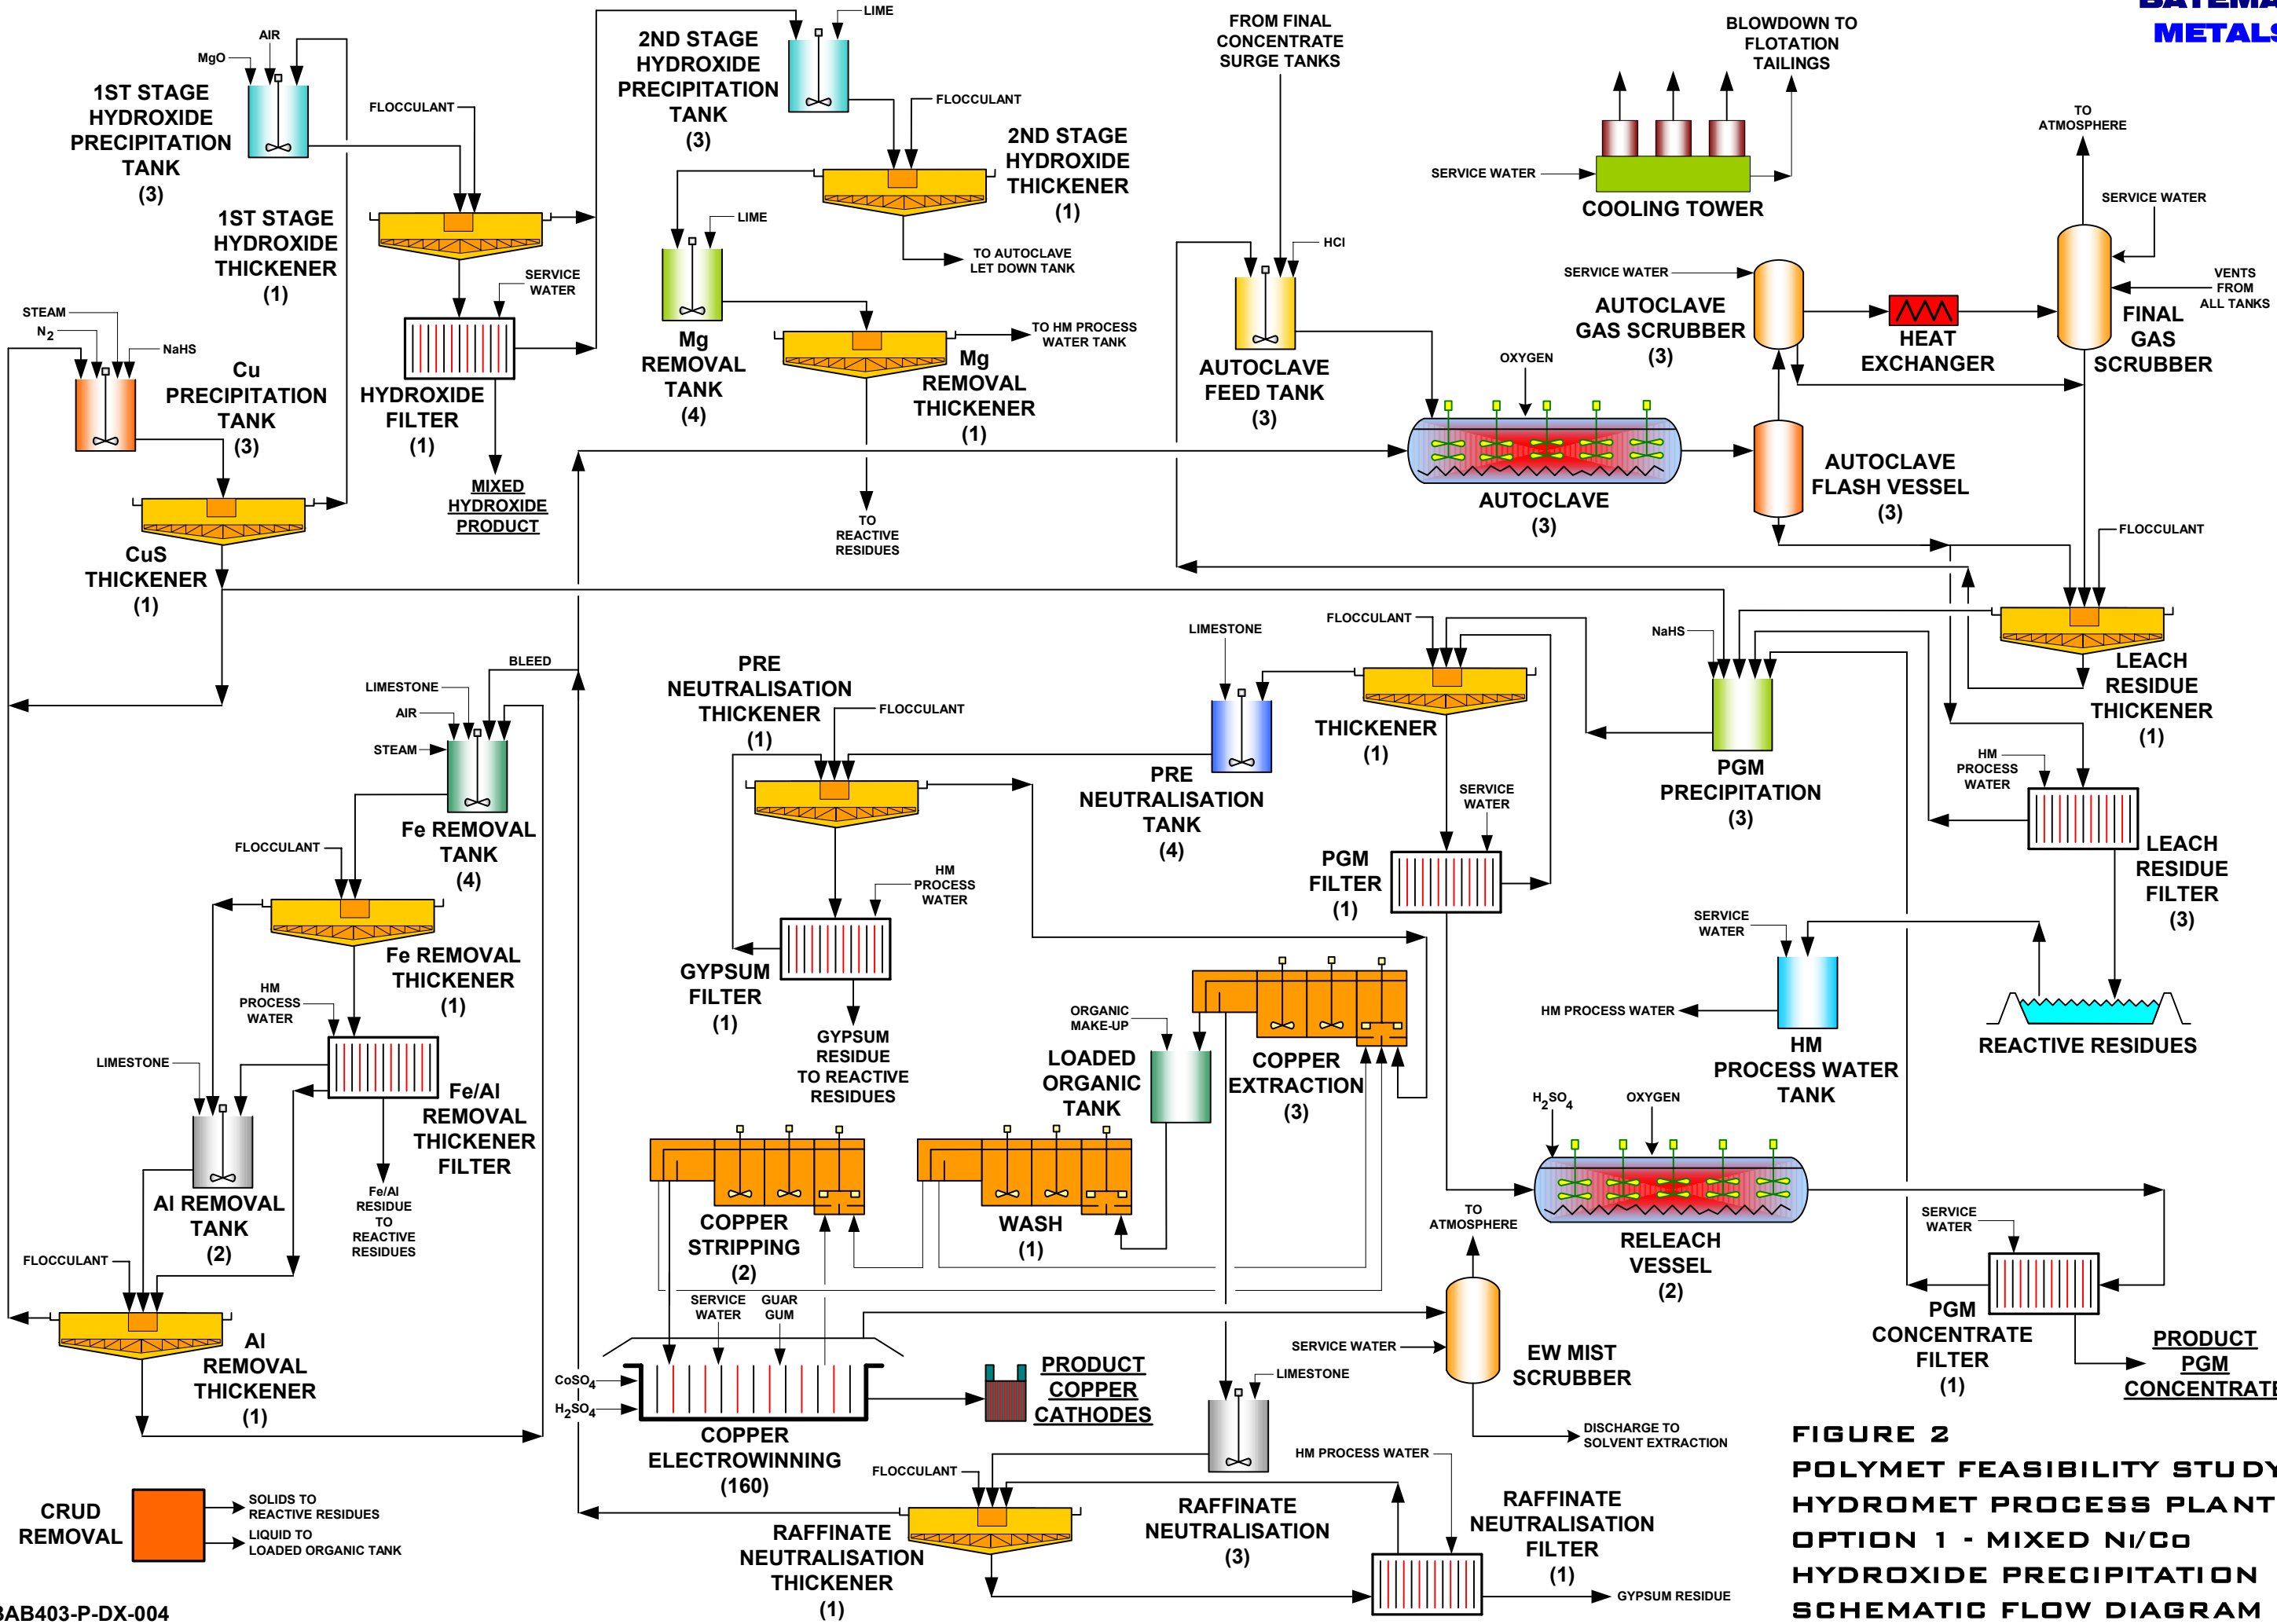 BATEMA
METALS
LIME
AIR
MgO
1ST STAGE
HYDROXIDE
PRECIPITATION
TANK
(3)
FLOCCULANT
2ND STAGE
HYDROXIDE
PRECIPITATION
TANK
(3)
FLOCCULANT
2ND STAGE
HYDROXIDE
THICKENER
(1)
1ST STAGE
HYDROXIDE
THICKENER
(1)
LIME
TO AUTOCLAVE
LET DOWN TANK
SERVICE
WATER
STEAM
N2
NaHS
Cu
PRECIPITATION
TANK
(3)
HYDROXIDE
FILTER
(1)
MIXED
HYDROXIDE
PRODUCT
Mg
REMOVAL
TANK
(4)
TO HM PROCESS
WATER TANK
Mg
REMOVAL
THICKENER
(1)
TO
REACTIVE
RESIDUES
CuS
THICKENER
(1)
FROM FINAL
CONCENTRATE
SURGE TANKS
HCl
AUTOCLAVE
FEED TANK
(3)
BLOWDOWN TO
FLOTATION
TAILINGS
SERVICE WATER
COOLING TOWER
TO
ATMOSPHERE
SERVICE WATER
SERVICE WATER
AUTOCLAVE
GAS SCRUBBER
(3)
HEAT
EXCHANGER
VENTS
FROM
ALL TANKS
FINAL
GAS
SCRUBBER
OXYGEN
AUTOCLAVE
(3)
AUTOCLAVE
FLASH VESSEL
(3)
FLOCCULANT
LEACH
RESIDUE
THICKENER
(1)
BLEED
LIMESTONE
AIR
STEAM
Fe REMOVAL
TANK
(4)
PRE
NEUTRALISATION
THICKENER
(1)
FLOCCULANT
LIMESTONE
PRE
NEUTRALISATION
TANK
(4)
FLOCCULANT
THICKENER
(1)
NaHS
PGM
PRECIPITATION
(3)
HM
PROCESS
WATER
LEACH
RESIDUE
FILTER
(3)
SERVICE
WATER
PGM
FILTER
(1)
FLOCCULANT
Fe REMOVAL
THICKENER
(1)
HM
PROCESS
WATER
GYPSUM
FILTER
(1)
GYPSUM
RESIDUE
TO REACTIVE
RESIDUES
SERVICE
WATER
HM PROCESS WATER
HM
PROCESS WATER
TANK
REACTIVE RESIDUES
HM
PROCESS
WATER
LIMESTONE
Fe/Al
REMOVAL
THICKENER
FILTER
Fe/Al
RESIDUE
TO
REACTIVE
RESIDUES
Al REMOVAL
TANK
(2)
ORGANIC
MAKE-UP
LOADED
ORGANIC
TANK
COPPER
EXTRACTION
(3)
COPPER
STRIPPING
(2)
WASH
(1)
H2SO4
OXYGEN
RELEACH
VESSEL
(2)
SERVICE
WATER
PGM
CONCENTRATE
FILTER
(1)
PRODUCT
PGM
CONCENTRATE
FLOCCULANT
Al
REMOVAL
THICKENER
(1)
SERVICE
WATER
GUAR
GUM
CoSO4
H2SO4
COPPER
ELECTROWINNING
(160)
PRODUCT
COPPER
CATHODES
TO
ATMOSPHERE
SERVICE WATER
EW MIST
SCRUBBER
DISCHARGE TO
SOLVENT EXTRACTION
LIMESTONE
FLOCCULANT
HM PROCESS WATER
RAFFINATE
NEUTRALISATION
THICKENER
(1)
RAFFINATE
NEUTRALISATION
(3)
RAFFINATE
NEUTRALISATION
FILTER
(1)
GYPSUM RESIDUE
CRUD
REMOVAL
SOLIDS TO
REACTIVE RESIDUES
LIQUID TO
LOADED ORGANIC TANK
FIGURE 2
POLYMET FEASIBILITY STUDY
HYDROMET PROCESS PLANT
OPTION 1 - MIXED Ni/Co
HYDROXIDE PRECIPITATION
SCHEMATIC FLOW DIAGRAM
BAB403-P-DX-004